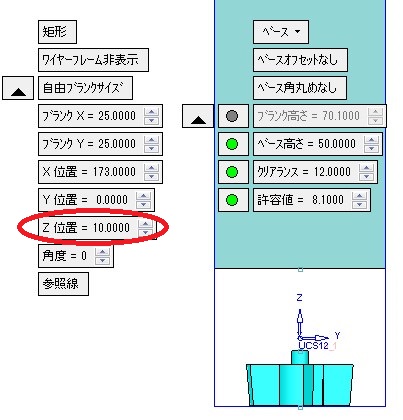 矩形
ワイヤーフレーム非表示
自由ブランクサイズ
ブランク X = 25.0000
ブランク Y = 25.0000
X 位置 = 173.0000
Y 位置 = 0.0000
Z 位置 = 10.0000
角度 = 0
参照線
ベース
ベースオフセットなし
ベース角丸めなし
ブランク高さ = 70.1000
ベース高さ = 50.0000
クリアランス = 12.0000
許容値 = 8.1000
Z
Y
UCS12_1